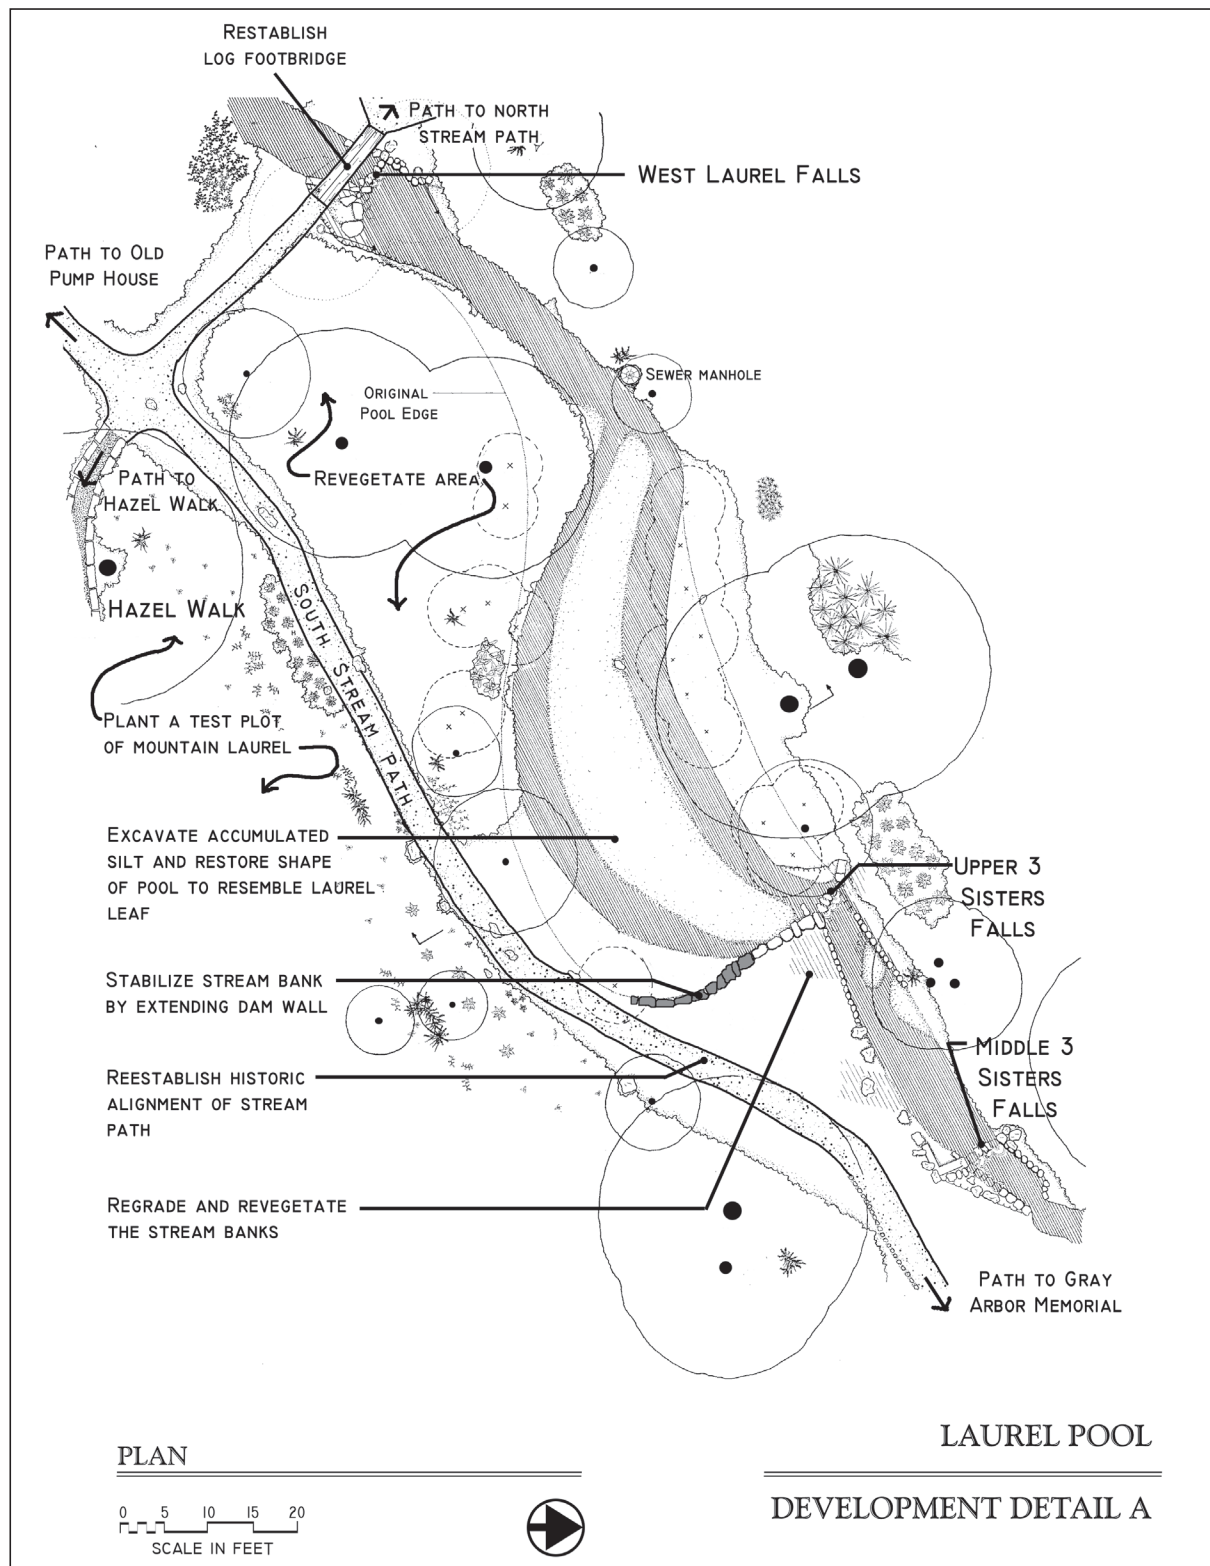 RESTABLISH
LOG FOOTBRIDGE
PATH TO NORTH
STREAM PATH
WEST LAUREL FALLS
PATH TO OLD
PUMP HOUSE
SEWER MANHOLE
ORIGINAL
POOL EDGE
REVEGETATE AREA
PATH TO
HAZEL WALK
HAZEL WALK
SOUTH STREAM PATH
PLANT A TEST PLOT
OF MOUNTAIN LAUREL
EXCAVATE ACCUMULATED
SILT AND RESTORE SHAPE
OF POOL TO RESEMBLE LAUREL
LEAF
UPPER 3
SISTERS
FALLS
STABILIZE STREAM BANK
BY EXTENDING DAM WALL
MIDDLE 3
SISTERS
FALLS
REESTABLISH HISTORIC
ALIGNMENT OF STREAM
PATH
REGRADE AND REVEGETATE
THE STREAM BANKS
PATH TO GRAY
ARBOR MEMORIAL
LAUREL POOL
PLAN
DEVELOPMENT DETAIL A
0 5 10 15 20
SCALE IN FEET